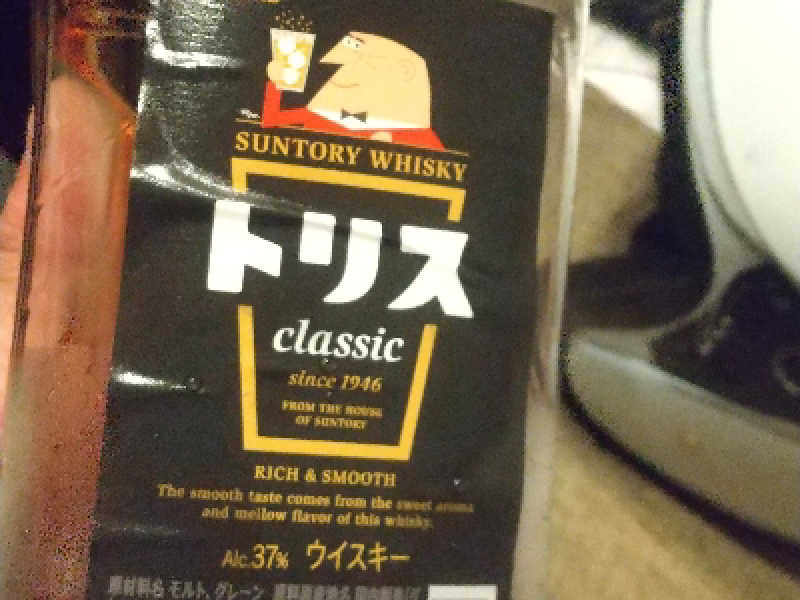 SUNTORY WHISKY
トリス
classic
since 1946
FROM THE HOUSE
OF SUNTORY
RICH & SMOOTH
The smooth taste comes from the sweet aroma
and mellow flavor of this whisky.
Alc.37% ウイスキー
原材料名 モルト、グレーン